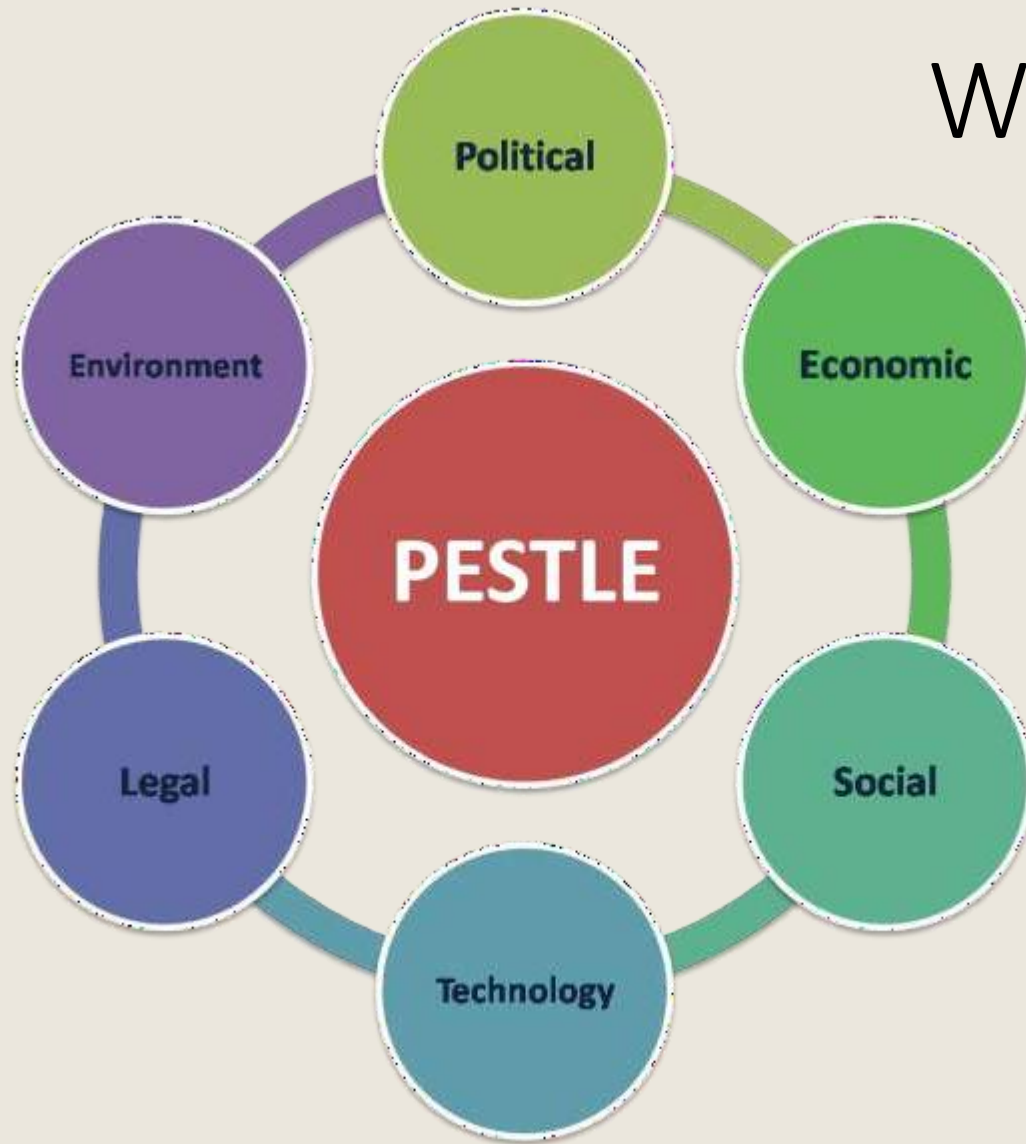 W
Political
Economic
Environment
PESTLE
Social
Legal
Technology